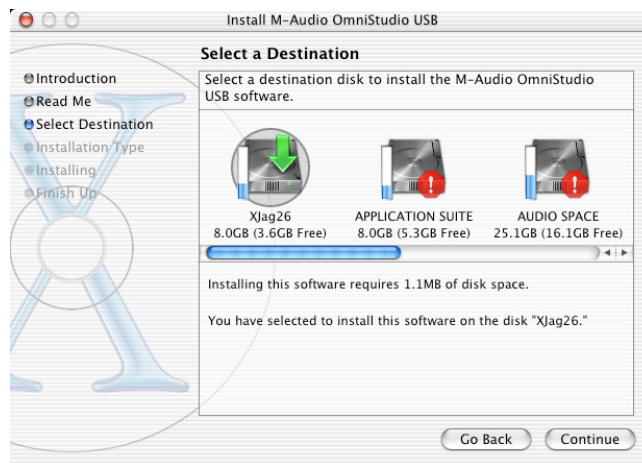 Install M-Audio OmniStudio USB
Select a Destination
Introduction
Read Me
Select Destination
Installation Type
Installing
Finish Up
Select a destination disk to install the M-Audio OmniStudio
USB software.
XJag26
8.0GB (3.6GB Free)
APPLICATION SUITE
8.0GB (5.3GB Free)
AUDIO SPACE
25.1GB (16.1GB Free)
Installing this software requires 1.1MB of disk space.
You have selected to install this software on the disk "XJag26."
Go Back
Continue